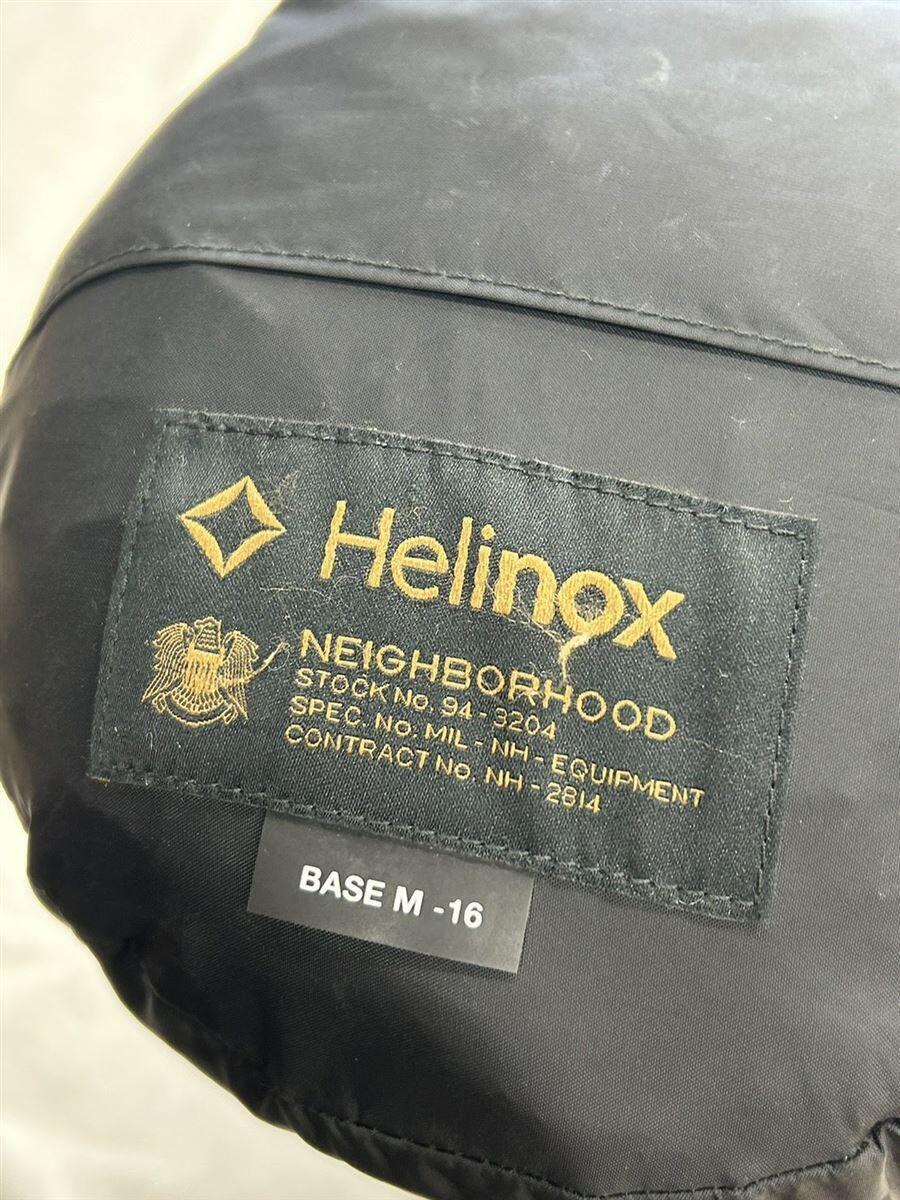 Helinox
NEIGHBORHOOD
STOCK No. 94-3204
SPEC. NO. MIL-NH-EQUIPMENT
CONTRACT No. NH-2814
BASE M -16